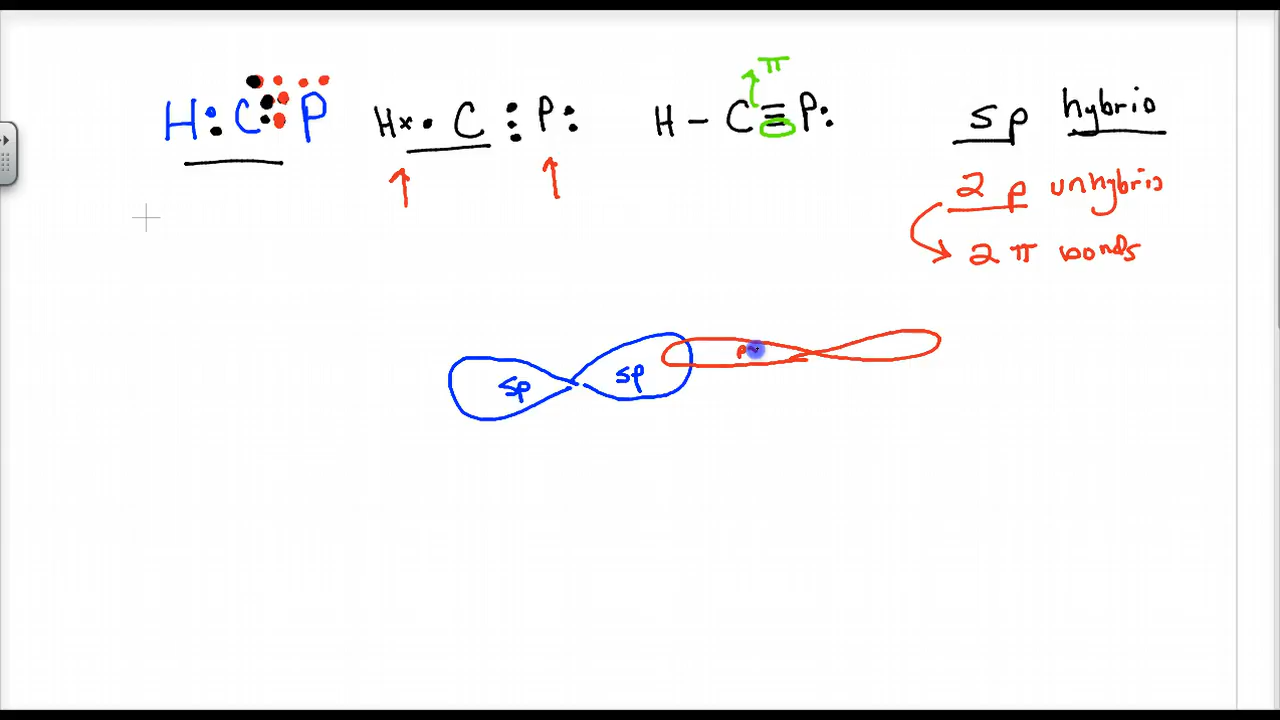 H : C P
H× · C ⋮ P :
H – C ≡ P :
π
sp hybrid
2 p unhybrid
2 π bonds
sp sp p